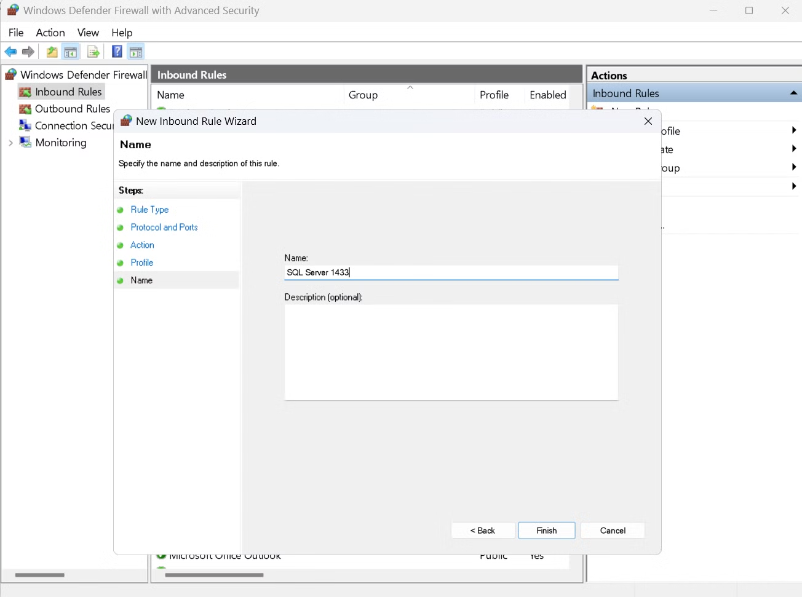 Windows Defender Firewall with Advanced Security
File Action View Help
Windows Defender Firewall
Inbound Rules
Outbound Rules
Connection Secu
Monitoring
Inbound Rules
Name Group Profile Enabled
Actions
Inbound Rules
ofile
ate
oup
New Inbound Rule Wizard
Name
Specify the name and description of this rule.
Steps:
Rule Type
Protocol and Ports
Action
Profile
Name
Name:
SQL Server 1433
Description (optional):
< Back Finish Cancel
Microsoft Office Outlook Public Yes